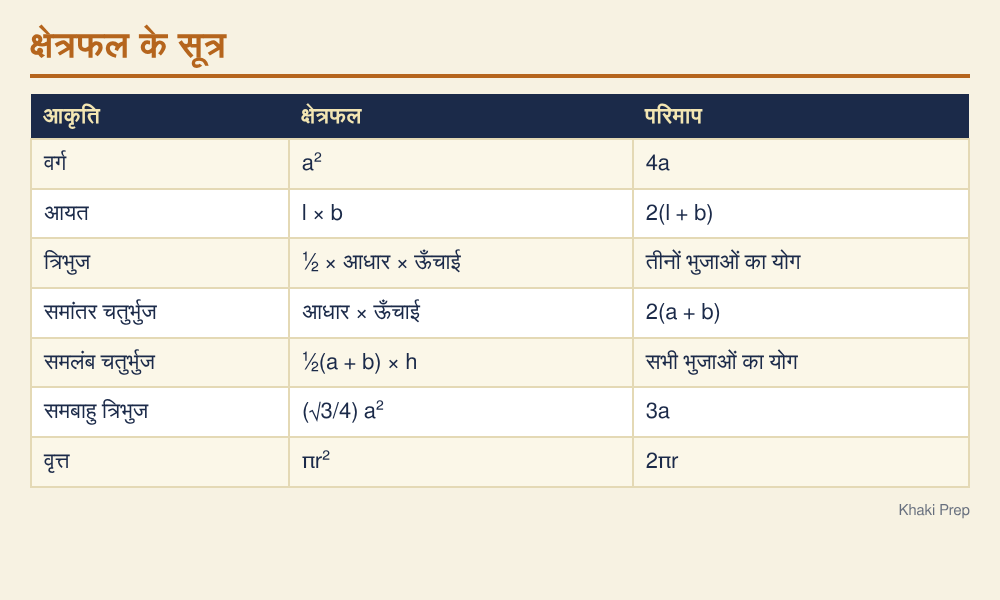 क्षेत्रफल के सूत्र
आकृति क्षेत्रफल परिमाप
वर्ग a² 4a
आयत l × b 2(l + b)
त्रिभुज ½ × आधार × ऊँचाई तीनों भुजाओं का योग
समांतर चतुर्भुज आधार × ऊँचाई 2(a + b)
समलंब चतुर्भुज ½(a + b) × h सभी भुजाओं का योग
समबाहु त्रिभुज (√3/4) a² 3a
वृत्त πr² 2πr
Khaki Prep